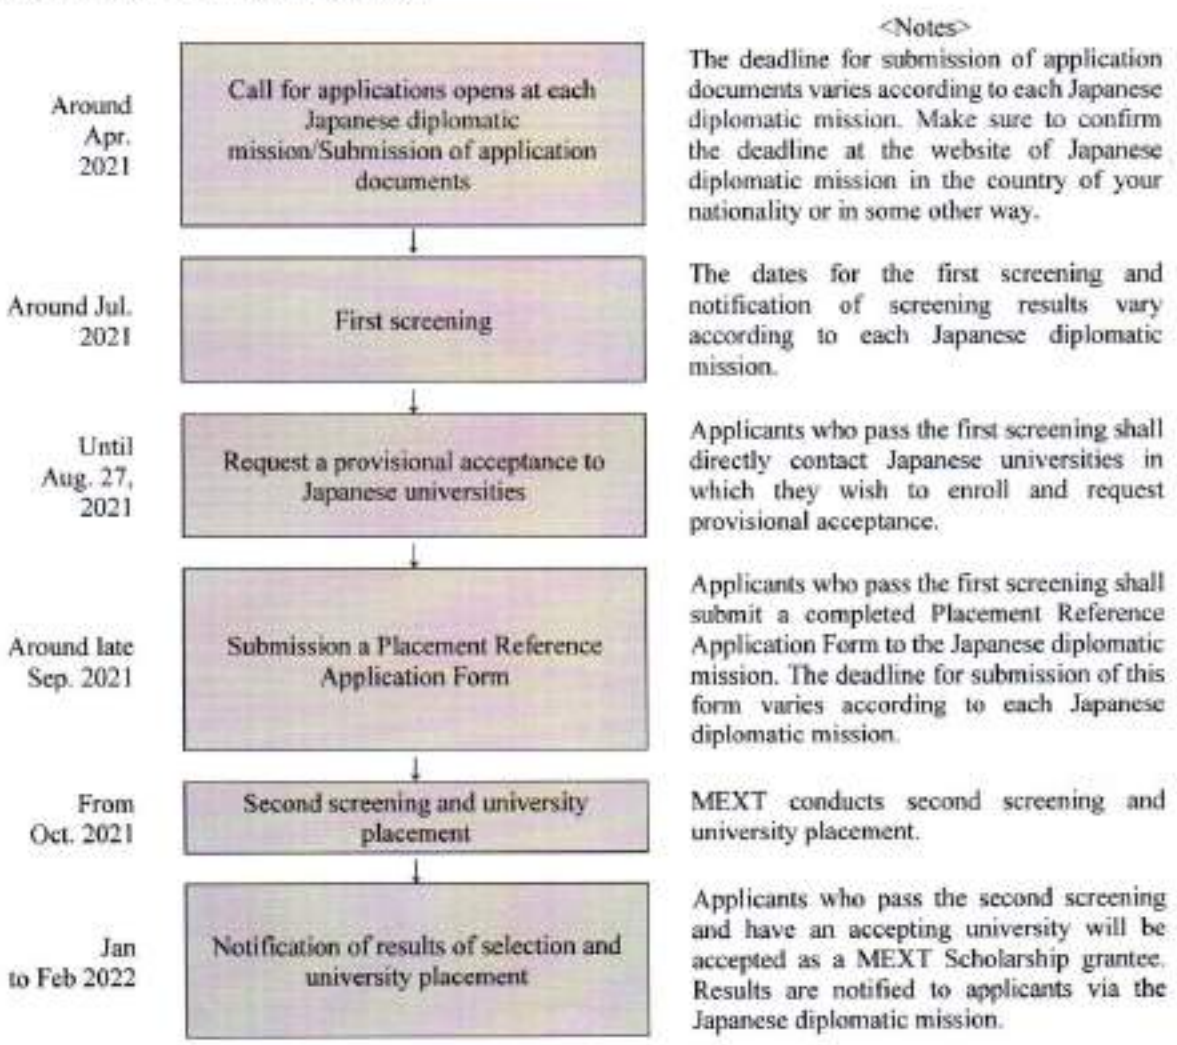 <Notes>
Around
Apr.
2021
Call for applications opens at each
Japanese diplomatic
mission/Submission of application
documents
The deadline for submission of application
documents varies according to each Japanese
diplomatic mission. Make sure to confirm
the deadline at the website of Japanese
diplomatic mission in the country of your
nationality or in some other way.
Around Jul.
2021
First screening
The dates for the first screening and
notification of screening results vary
according to each Japanese diplomatic
mission.
Until
Aug. 27,
2021
Request a provisional acceptance to
Japanese universities
Applicants who pass the first screening shall
directly contact Japanese universities in
which they wish to enroll and request
provisional acceptance.
Around late
Sep. 2021
Submission a Placement Reference
Application Form
Applicants who pass the first screening shall
submit a completed Placement Reference
Application Form to the Japanese diplomatic
mission. The deadline for submission of this
form varies according to each Japanese
diplomatic mission.
From
Oct. 2021
Second screening and university
placement
MEXT conducts second screening and
university placement.
Jan
to Feb 2022
Notification of results of selection and
university placement
Applicants who pass the second screening
and have an accepting university will be
accepted as a MEXT Scholarship grantee.
Results are notified to applicants via the
Japanese diplomatic mission.